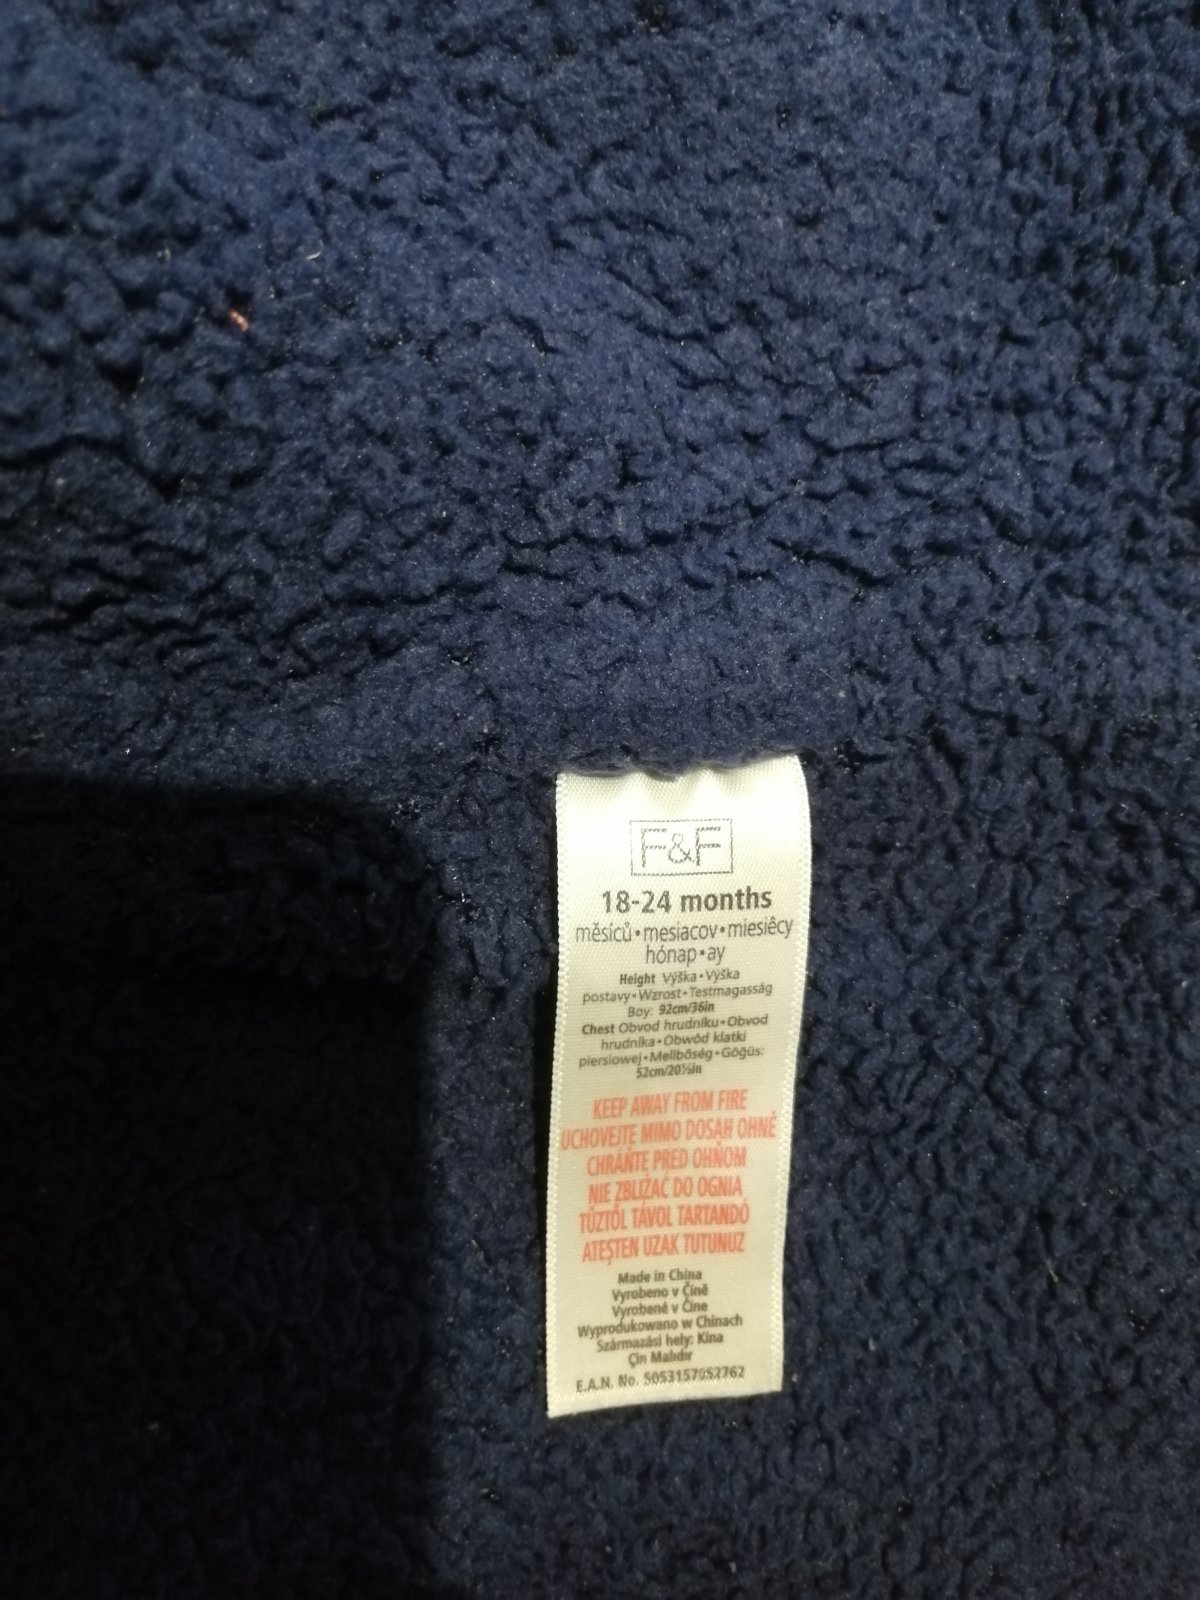 F&F
18-24 months
měsíců • mesiacov • miesięcy
hónap • ay
Height Výška • Výška
postavy • Wzrost • Testmagasság
Boy: 92cm/36in
Chest Obvod hrudníku • Obvod
hrudníka • Obwód klatki
piersiowej • Mellbőség • Göğüs:
52cm/20½in
KEEP AWAY FROM FIRE
UCHOVEJTE MIMO DOSAH OHNĚ
CHRÁŇTE PRED OHŇOM
NIE ZBLIŻAĆ DO OGNIA
TŰZTŐL TÁVOL TARTANDÓ
ATEŞTEN UZAK TUTUNUZ
Made in China
Vyrobeno v Číně
Vyrobené v Číne
Wyprodukowano w Chinach
Származási hely: Kína
Çin Malıdır
E.A.N. No. 5053157052762